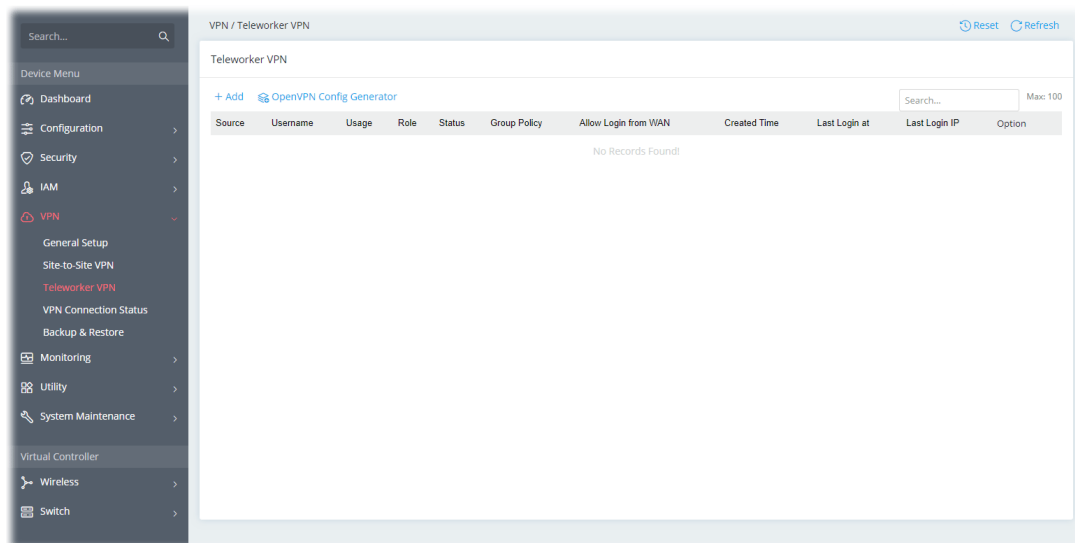 Search...
Device Menu
Dashboard
Configuration
Security
IAM
VPN
General Setup
Site-to-Site VPN
Teleworker VPN
VPN Connection Status
Backup & Restore
Monitoring
Utility
System Maintenance
Virtual Controller
Wireless
Switch
VPN / Teleworker VPN Reset Refresh
Teleworker VPN
+ Add OpenVPN Config Generator Search... Max: 100
Source Username Usage Role Status Group Policy Allow Login from WAN Created Time Last Login at Last Login IP Option
No Records Found!